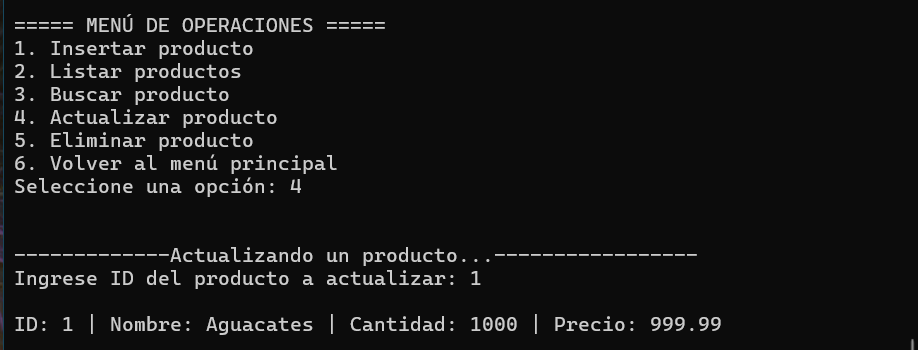 ===== MENÚ DE OPERACIONES =====
1. Insertar producto
2. Listar productos
3. Buscar producto
4. Actualizar producto
5. Eliminar producto
6. Volver al menú principal
Seleccione una opción: 4
-------------Actualizando un producto...-----------------
Ingrese ID del producto a actualizar: 1
ID: 1 | Nombre: Aguacates | Cantidad: 1000 | Precio: 999.99